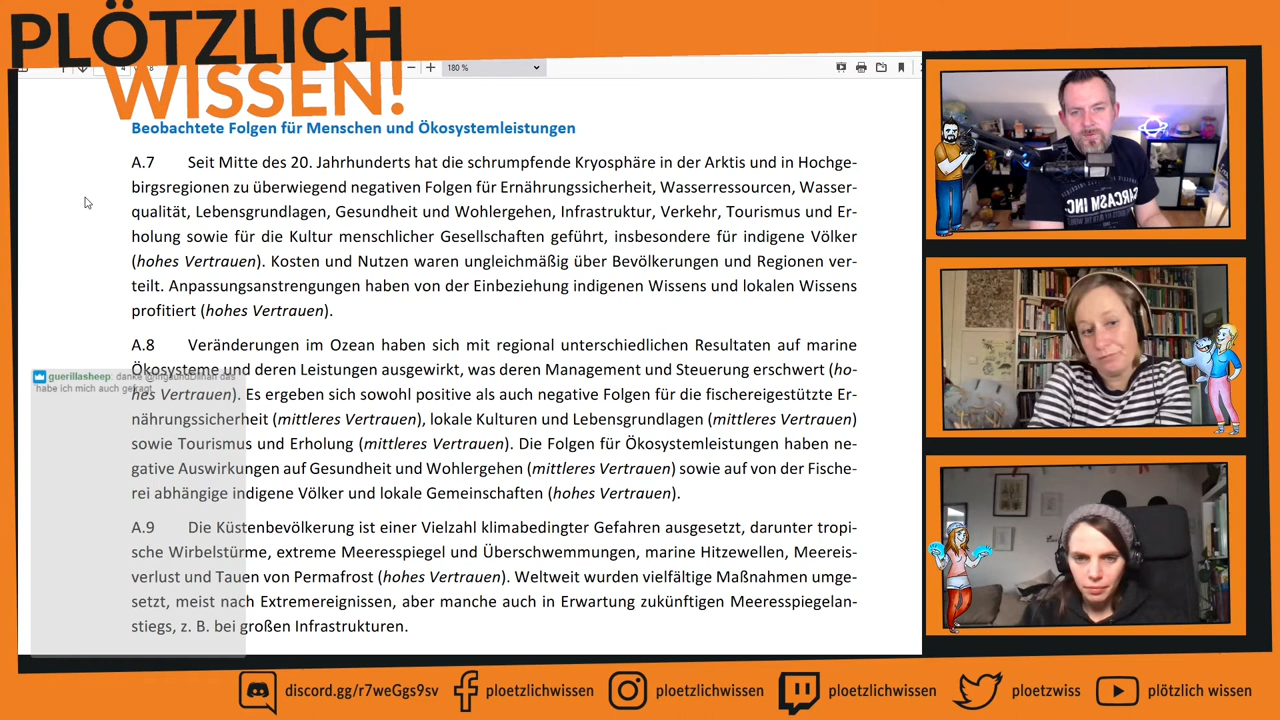 PLÖTZLICH
WISSEN!
180 %
Beobachtete Folgen für Menschen und Ökosystemleistungen
A.7 Seit Mitte des 20. Jahrhunderts hat die schrumpfende Kryosphäre in der Arktis und in Hochge-
birgsregionen zu überwiegend negativen Folgen für Ernährungssicherheit, Wasserressourcen, Wasser-
qualität, Lebensgrundlagen, Gesundheit und Wohlergehen, Infrastruktur, Verkehr, Tourismus und Er-
holung sowie für die Kultur menschlicher Gesellschaften geführt, insbesondere für indigene Völker
(hohes Vertrauen). Kosten und Nutzen waren ungleichmäßig über Bevölkerungen und Regionen ver-
teilt. Anpassungsanstrengungen haben von der Einbeziehung indigenen Wissens und lokalen Wissens
profitiert (hohes Vertrauen).
A.8 Veränderungen im Ozean haben sich mit regional unterschiedlichen Resultaten auf marine
Ökosysteme und deren Leistungen ausgewirkt, was deren Management und Steuerung erschwert (ho-
hes Vertrauen). Es ergeben sich sowohl positive als auch negative Folgen für die fischereigestützte Er-
nährungssicherheit (mittleres Vertrauen), lokale Kulturen und Lebensgrundlagen (mittleres Vertrauen)
sowie Tourismus und Erholung (mittleres Vertrauen). Die Folgen für Ökosystemleistungen haben ne-
gative Auswirkungen auf Gesundheit und Wohlergehen (mittleres Vertrauen) sowie auf von der Fische-
rei abhängige indigene Völker und lokale Gemeinschaften (hohes Vertrauen).
A.9 Die Küstenbevölkerung ist einer Vielzahl klimabedingter Gefahren ausgesetzt, darunter tropi-
sche Wirbelstürme, extreme Meeresspiegel und Überschwemmungen, marine Hitzewellen, Meereis-
verlust und Tauen von Permafrost (hohes Vertrauen). Weltweit wurden vielfältige Maßnahmen umge-
setzt, meist nach Extremereignissen, aber manche auch in Erwartung zukünftigen Meeresspiegelan-
stiegs, z. B. bei großen Infrastrukturen.
guerillasheep: danke das
habe ich mich auch gefragt
SARCASM INC.
discord.gg/r7weGgs9sv
ploetzlichwissen
ploetzlichwissen
ploetzlichwissen
ploetzwiss
plötzlich wissen